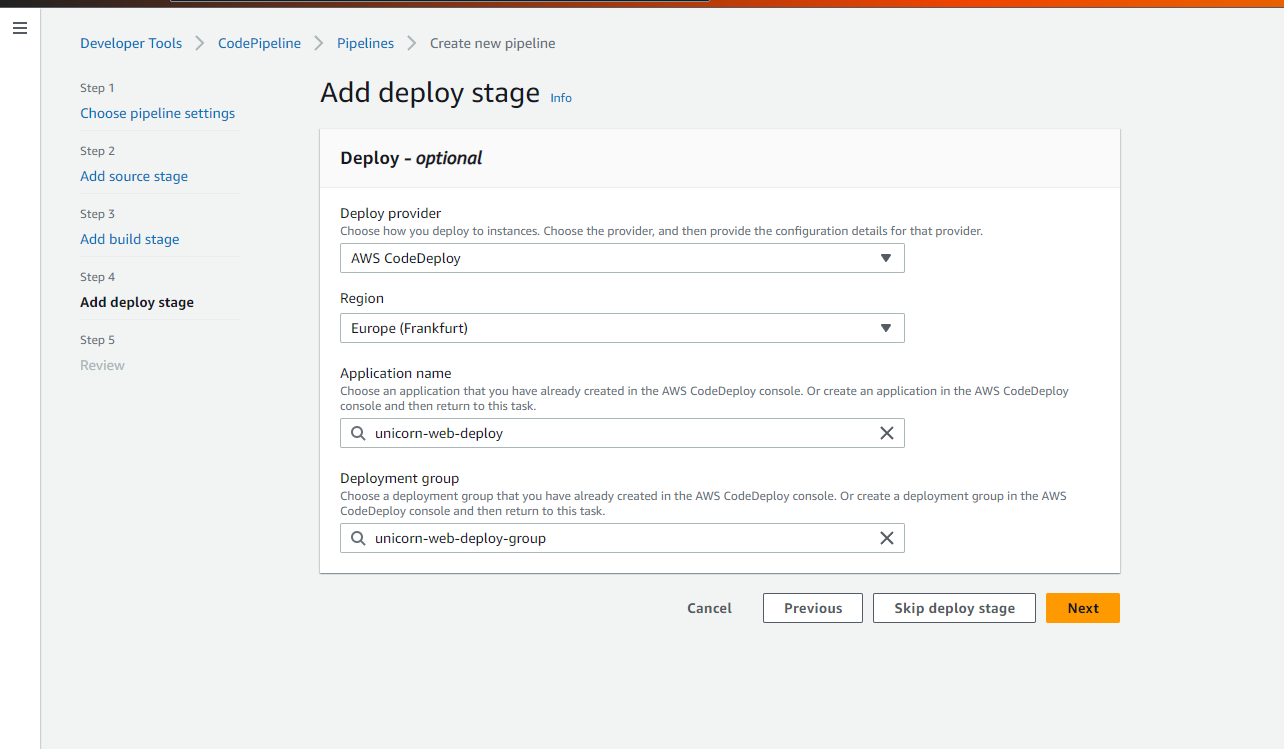 Developer Tools
CodePipeline
Pipelines
Create new pipeline
Step 1
Choose pipeline settings
Step 2
Add source stage
Step 3
Add build stage
Step 4
Add deploy stage
Step 5
Review
Add deploy stage Info
Deploy - optional
Deploy provider
Choose how you deploy to instances. Choose the provider, and then provide the configuration details for that provider.
AWS CodeDeploy
Region
Europe (Frankfurt)
Application name
Choose an application that you have already created in the AWS CodeDeploy console. Or create an application in the AWS CodeDeploy
console and then return to this task.
unicorn-web-deploy
Deployment group
Choose a deployment group that you have already created in the AWS CodeDeploy console. Or create a deployment group in the AWS
CodeDeploy console and then return to this task.
unicorn-web-deploy-group
Cancel
Previous
Skip deploy stage
Next